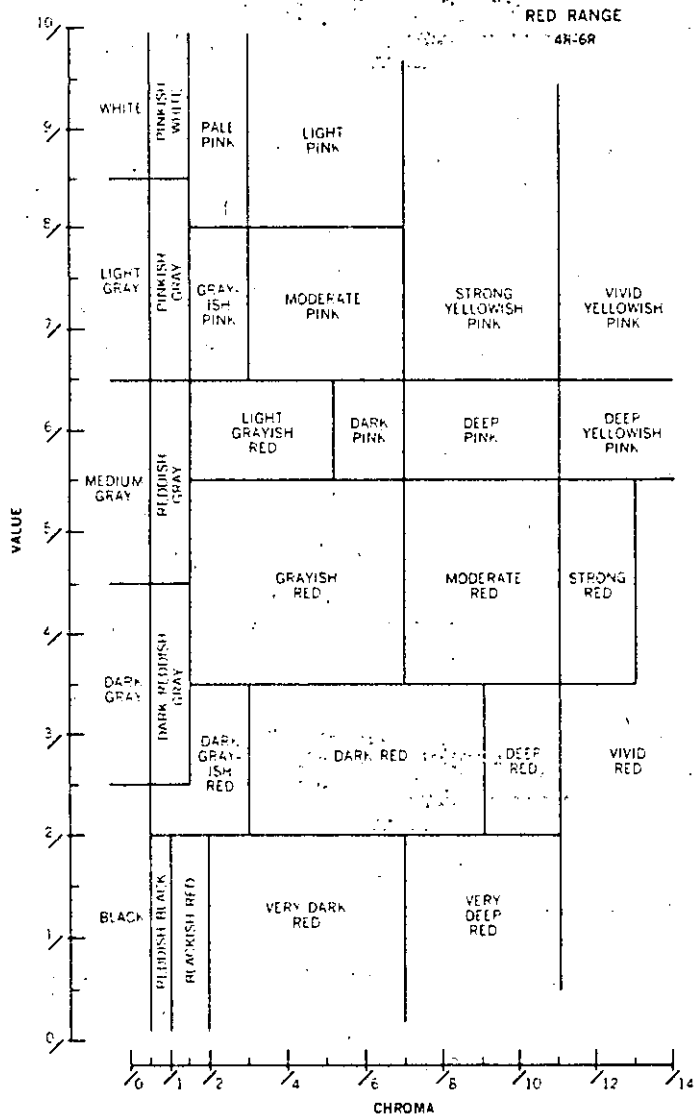 RED RANGE
4R-6R
VALUE
10/
9/
8/
7/
6/
5/
4/
3/
2/
1/
0/
WHITE
PINKISH WHITE
PALE
PINK
LIGHT
PINK
LIGHT
GRAY
PINKISH GRAY
GRAY-
ISH
PINK
MODERATE
PINK
STRONG
YELLOWISH
PINK
VIVID
YELLOWISH
PINK
MEDIUM
GRAY
REDDISH
GRAY
LIGHT
GRAYISH
RED
DARK
PINK
DEEP
PINK
DEEP
YELLOWISH
PINK
GRAYISH
RED
MODERATE
RED
STRONG
RED
DARK
GRAY
DARK REDDISH
GRAY
DARK
GRAY-
ISH
RED
DARK RED
DEEP
RED
VIVID
RED
BLACK
REDDISH BLACK
BLACKISH RED
VERY DARK
RED
VERY
DEEP
RED
/0 /1 /2 /4 /6 /8 /10 /12 /14
CHROMA